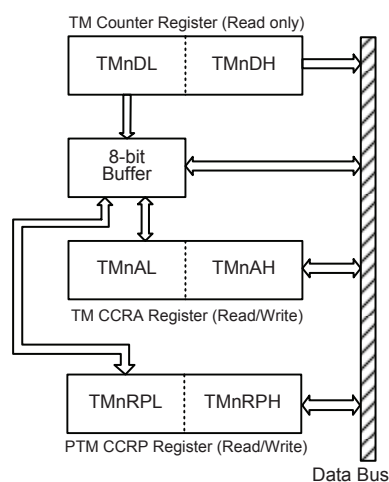 TM Counter Register (Read only)
TMnDL TMnDH
8-bit
Buffer
TMnAL TMnAH
TM CCRA Register (Read/Write)
TMnRPL TMnRPH
PTM CCRP Register (Read/Write)
Data Bus